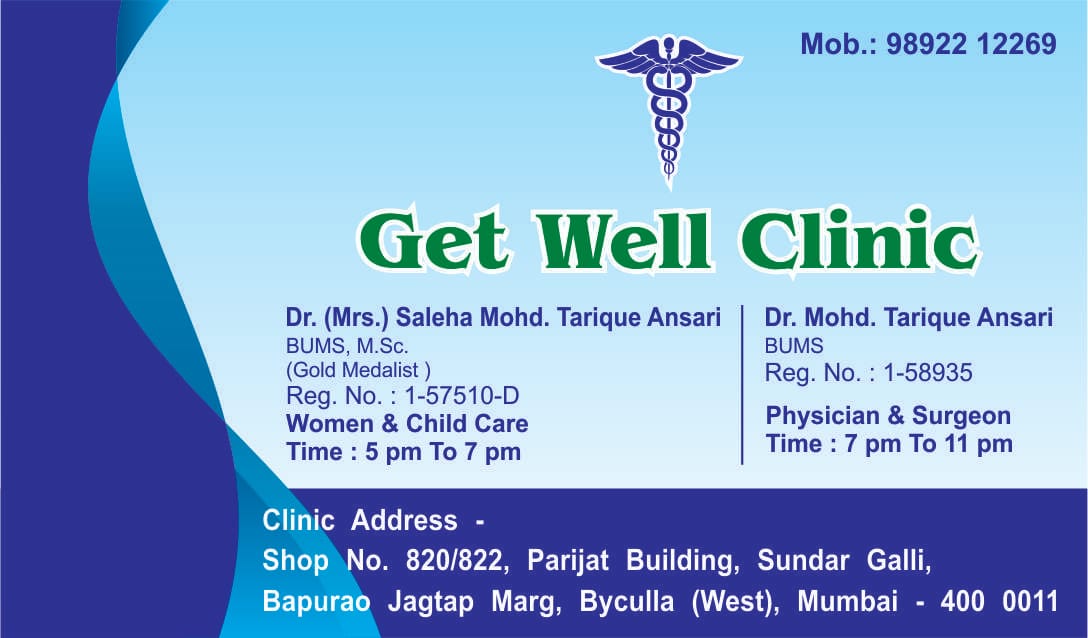 Mob.: 98922 12269
Get Well Clinic
Dr. (Mrs.) Saleha Mohd. Tarique Ansari
BUMS, M.Sc.
(Gold Medalist )
Reg. No. : 1-57510-D
Women & Child Care
Time : 5 pm To 7 pm
Dr. Mohd. Tarique Ansari
BUMS
Reg. No. : 1-58935
Physician & Surgeon
Time : 7 pm To 11 pm
Clinic Address -
Shop No. 820/822, Parijat Building, Sundar Galli,
Bapurao Jagtap Marg, Byculla (West), Mumbai - 400 0011